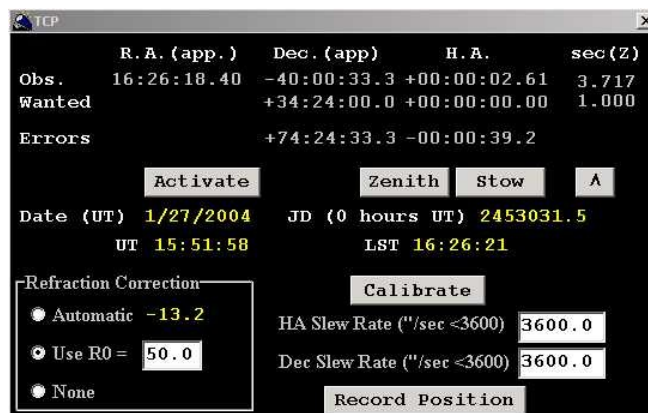 TCP
R.A.(app.) Dec.(app) H.A. sec(Z)
Obs. 16:26:18.40 -40:00:33.3 +00:00:02.61 3.717
Wanted +34:24:00.0 +00:00:00.00 1.000
Errors +74:24:33.3 -00:00:39.2
Activate Zenith Stow ^
Date (UT) 1/27/2004 JD (0 hours UT) 2453031.5
UT 15:51:58 LST 16:26:21
Refraction Correction
Calibrate
Automatic -13.2
HA Slew Rate ("/sec <3600) 3600.0
Use R0 = 50.0
Dec Slew Rate ("/sec <3600) 3600.0
None
Record Position